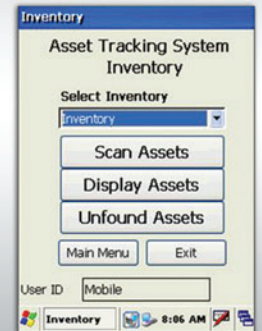 Inventory
Asset Tracking System
Inventory
Select Inventory
Inventory
Scan Assets
Display Assets
Unfound Assets
Main Menu Exit
User ID Mobile
Inventory 8:06 AM